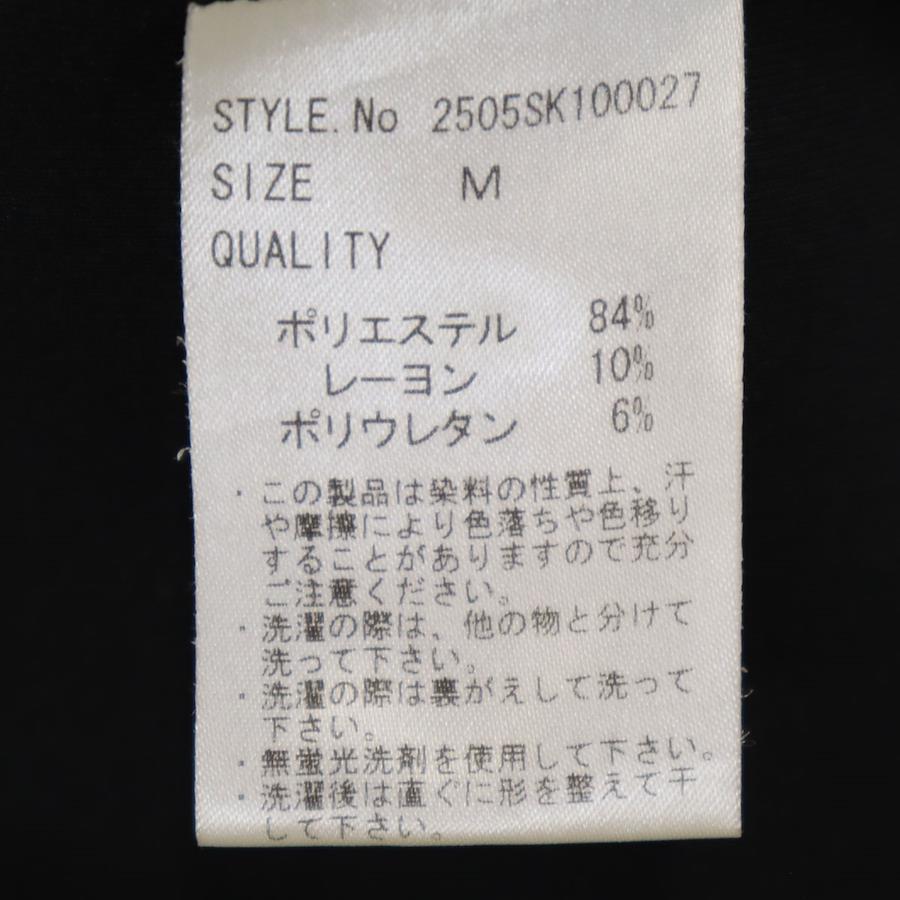 STYLE.No 2505SK100027
SIZE M
QUALITY
ポリエステル 84%
レーヨン 10%
ポリウレタン 6%
・この製品は染料の性質上、汗
や摩擦により色落ちや色移り
することがありますので充分
ご注意ください。
・洗濯の際は、他の物と分けて
洗って下さい。
・洗濯の際は裏がえして洗って
下さい。
・無蛍光洗剤を使用して下さい。
・洗濯後は直ぐに形を整えて干
して下さい。